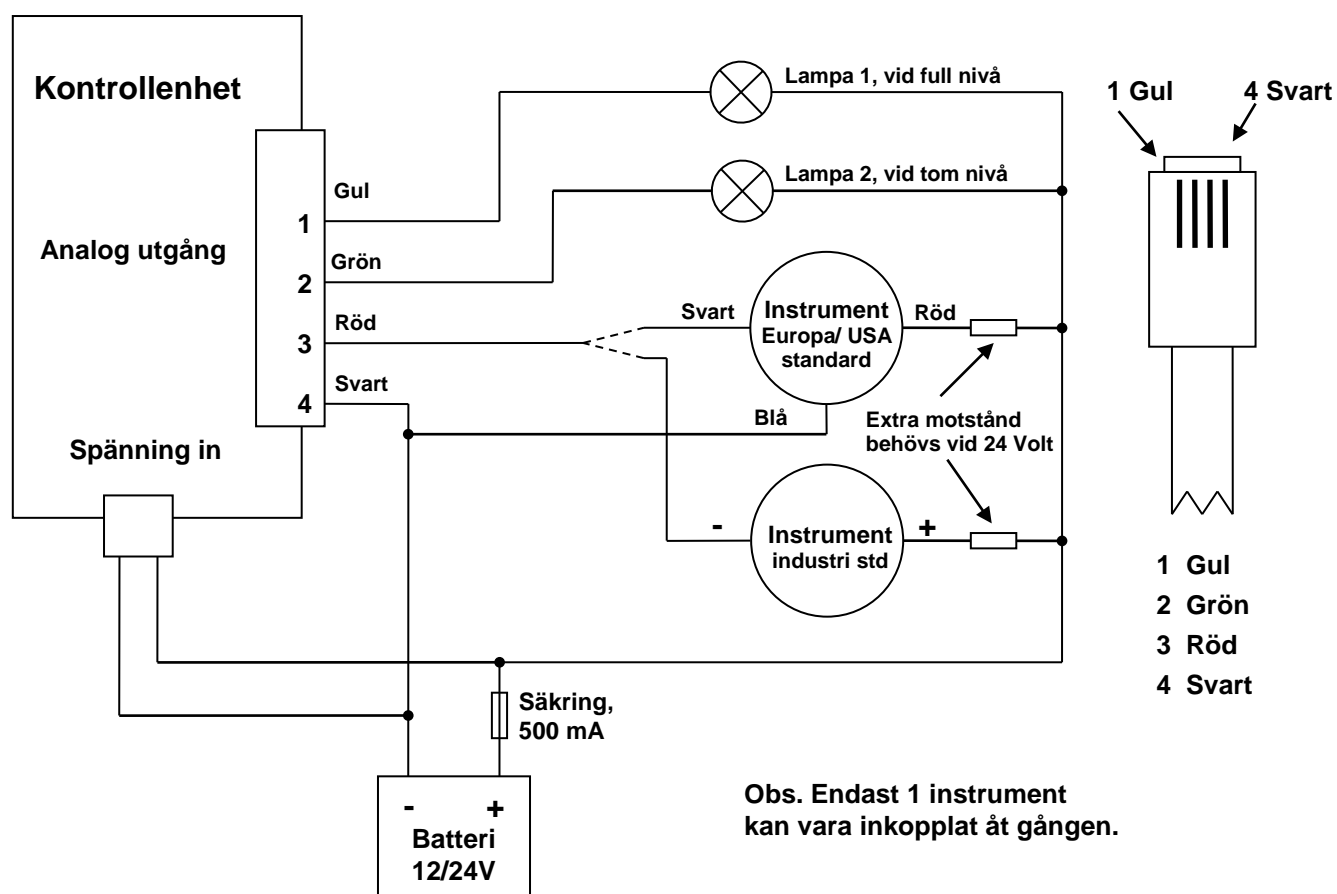 Kontrollenhet
Analog utgång
Spänning in
1
2
3
4
Gul
Grön
Röd
Svart
Lampa 1, vid full nivå
Lampa 2, vid tom nivå
Svart
Instrument
Europa/ USA
standard
Röd
Blå
Extra motstånd
behövs vid 24 Volt
-
Instrument
industri std
+
Säkring,
500 mA
- +
Batteri
12/24V
Obs. Endast 1 instrument
kan vara inkopplat åt gången.
1 Gul
4 Svart
1 Gul
2 Grön
3 Röd
4 Svart